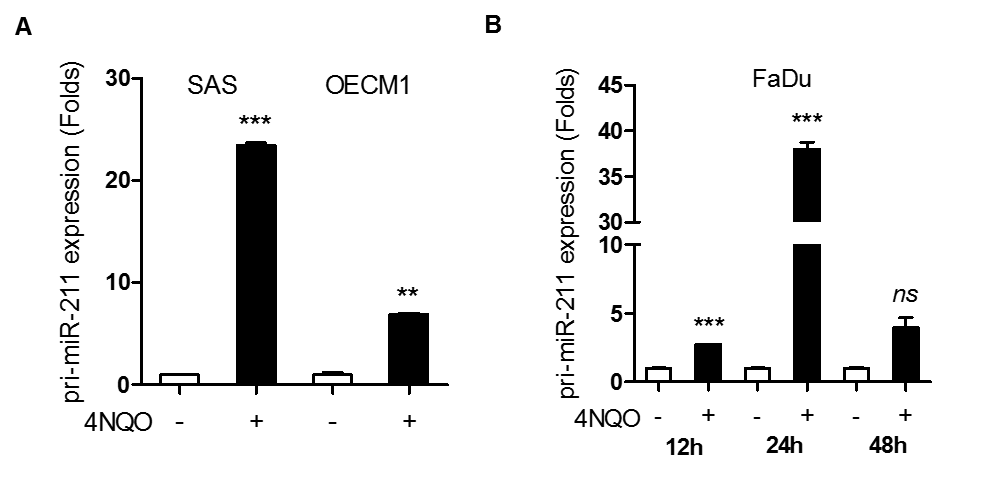 A
pri-miR-211 expression (Folds)
SAS OECM1
30
20
10
0
***
**
4NQO - + - +
B
pri-miR-211 expression (Folds)
FaDu
45
40
35
30
10
5
0
***
***
ns
4NQO - + - + - +
12h 24h 48h